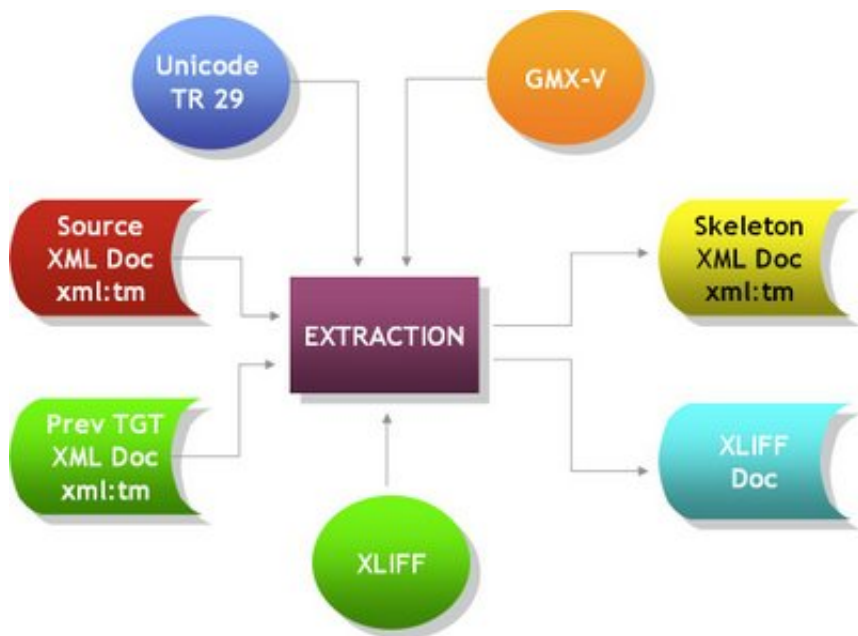 Unicode
TR 29
GMX-V
Source
XML Doc
xml:tm
Skeleton
XML Doc
xml:tm
EXTRACTION
Prev TGT
XML Doc
xml:tm
XLIFF
Doc
XLIFF